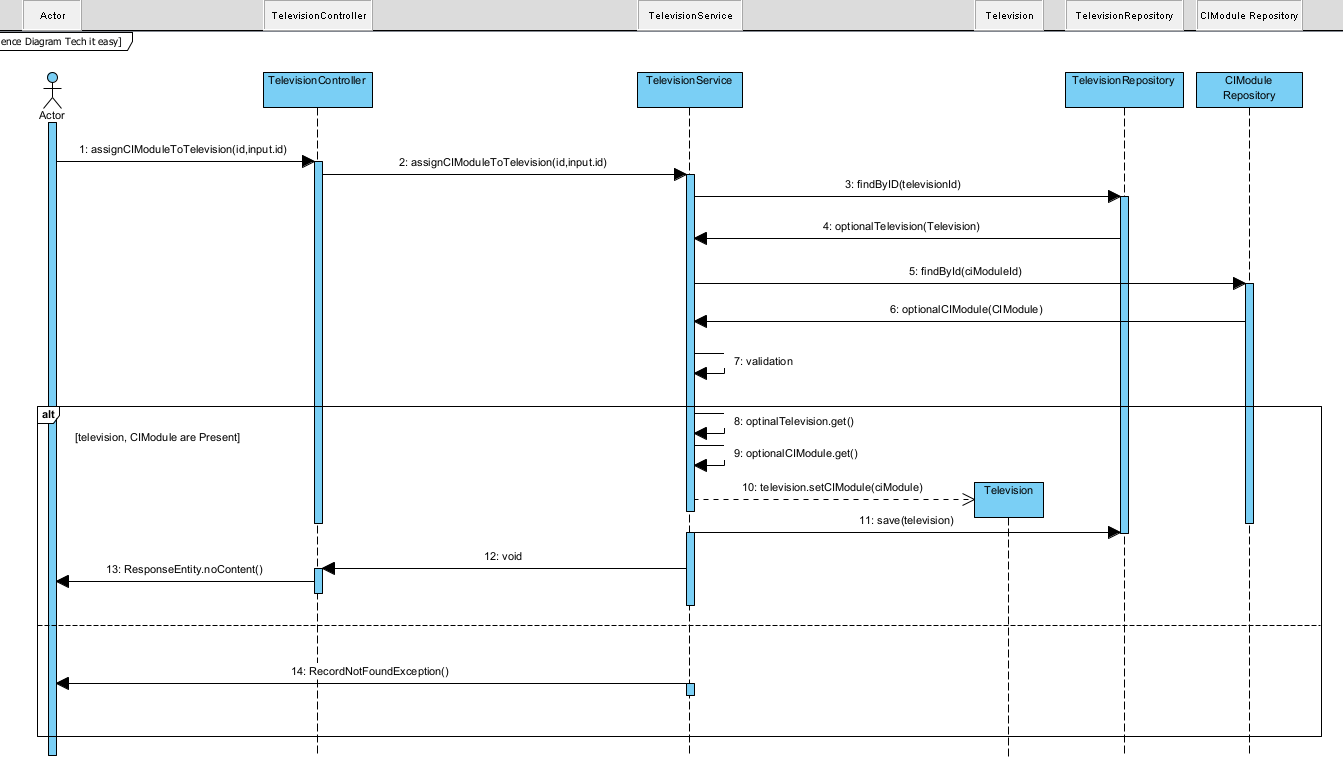 Actor
TelevisionController
TelevisionService
Television
TelevisionRepository
CIModule Repository
ence Diagram Tech it easy]
Actor
TelevisionController
TelevisionService
TelevisionRepository
CIModule
Repository
1: assignCIModuleToTelevision(id,input.id)
2: assignCIModuleToTelevision(id,input.id)
3: findByID(televisionId)
4: optionalTelevision(Television)
5: findById(ciModuleId)
6: optionalCIModule(CIModule)
7: validation
alt
[television, CIModule are Present]
8: optinalTelevision.get()
9: optionalCIModule.get()
10: television.setCIModule(ciModule)
Television
11: save(television)
12: void
13: ResponseEntity.noContent()
14: RecordNotFoundException()